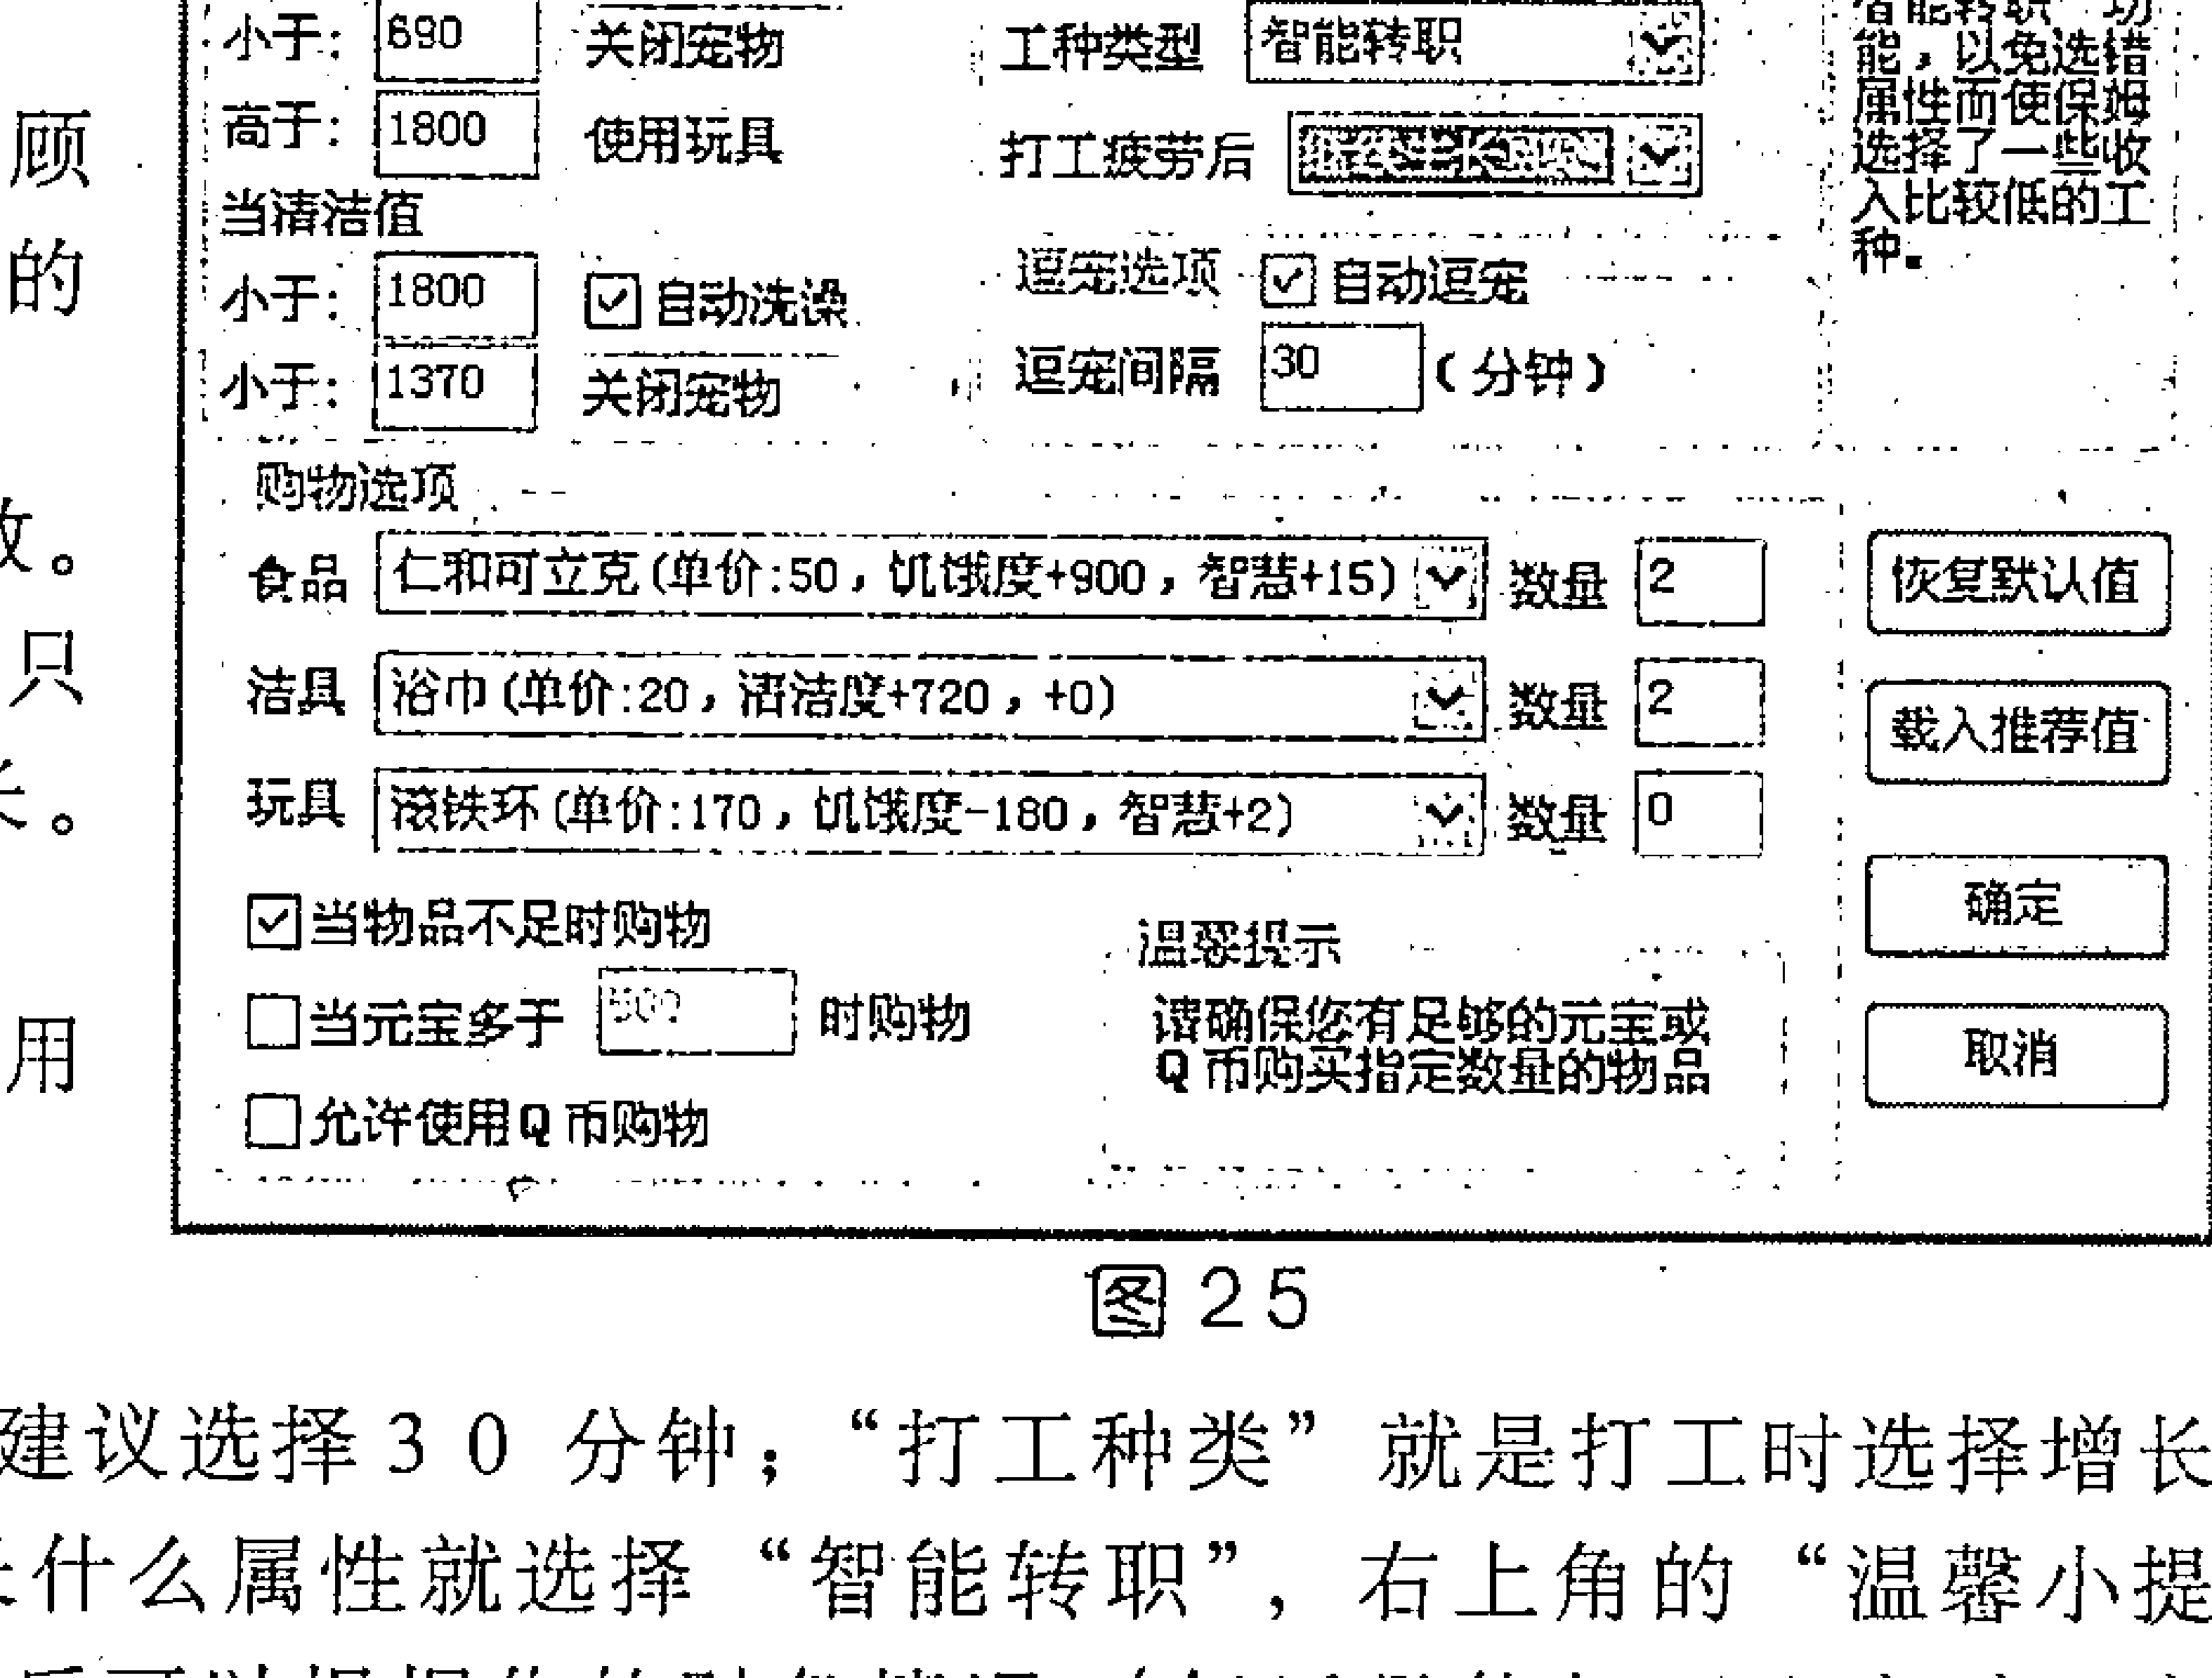 顾
的
只
用
小于: 690 关闭宠物
高于: 1800 使用玩具
当清洁值
小于: 1800 自动洗澡
小于: 1370 关闭宠物
工种类型 智能转职
打工疲劳后
逗宠选项 自动逗宠
逗宠间隔 30 (分钟)
能,以免选错
属性而使保姆
选择了一些收
入比较低的工
种。
购物选项
食品 仁和可立克(单价:50,饥饿度+900,智慧+15) 数量 2
洁具 浴巾(单价:20,清洁度+720,+0) 数量 2
玩具 滚铁环(单价:170,饥饿度-180,智慧+2) 数量 0
当物品不足时购物
当元宝多于 500 时购物
允许使用Q币购物
温馨提示
请确保您有足够的元宝或
Q币购买指定数量的物品
恢复默认值
载入推荐值
确定
取消
图25
建议选择30 分钟;“打工种类”就是打工时选择增长
什么属性就选择“智能转职”,右上角的“温馨小提